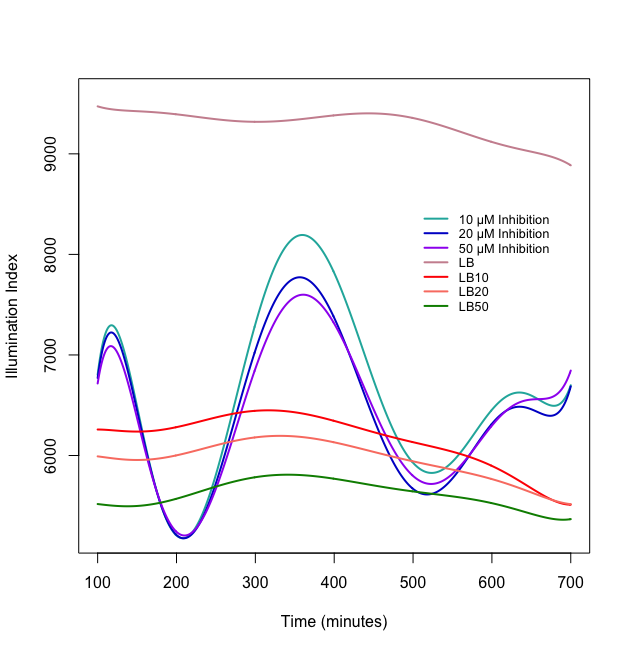 9000
8000
7000
6000
Illumination Index
10 µM Inhibition
20 µM Inhibition
50 µM Inhibition
LB
LB10
LB20
LB50
100 200 300 400 500 600 700
Time (minutes)